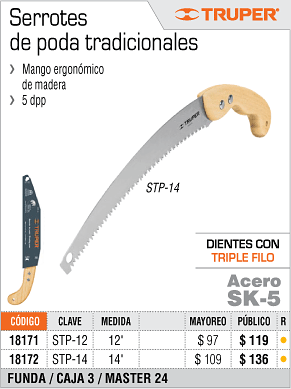 Serrotes
de poda tradicionales
TRUPER
Mango ergonómico
de madera
5 dpp
TRUPER
STP-14
TRUPER
DIENTES CON
TRIPLE FILO
Acero
SK-5
CÓDIGO CLAVE MEDIDA MAYOREO PÚBLICO R
18171 STP-12 12" $ 97 $ 119
18172 STP-14 14" $ 109 $ 136
FUNDA / CAJA 3 / MASTER 24